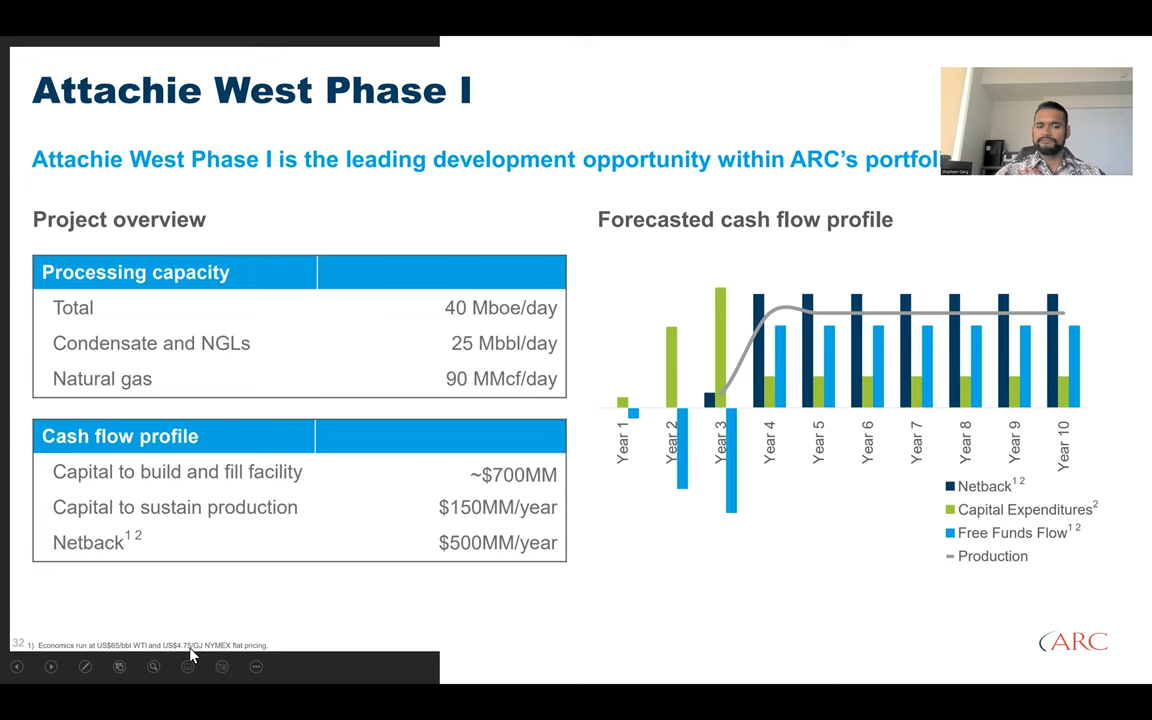 Attachie West Phase I
Attachie West Phase I is the leading development opportunity within ARC's portfol
Shubham Garg
Project overview
Processing capacity
Total 40 Mboe/day
Condensate and NGLs 25 Mbbl/day
Natural gas 90 MMcf/day
Cash flow profile
Capital to build and fill facility ~$700MM
Capital to sustain production $150MM/year
Netback1 2 $500MM/year
Forecasted cash flow profile
Year 1
Year 2
Year 3
Year 4
Year 5
Year 6
Year 7
Year 8
Year 9
Year 10
Netback1 2
Capital Expenditures2
Free Funds Flow1 2
Production
32
1) Economics run at US$65/bbl WTI and US$4.75/GJ NYMEX flat pricing.
ARC